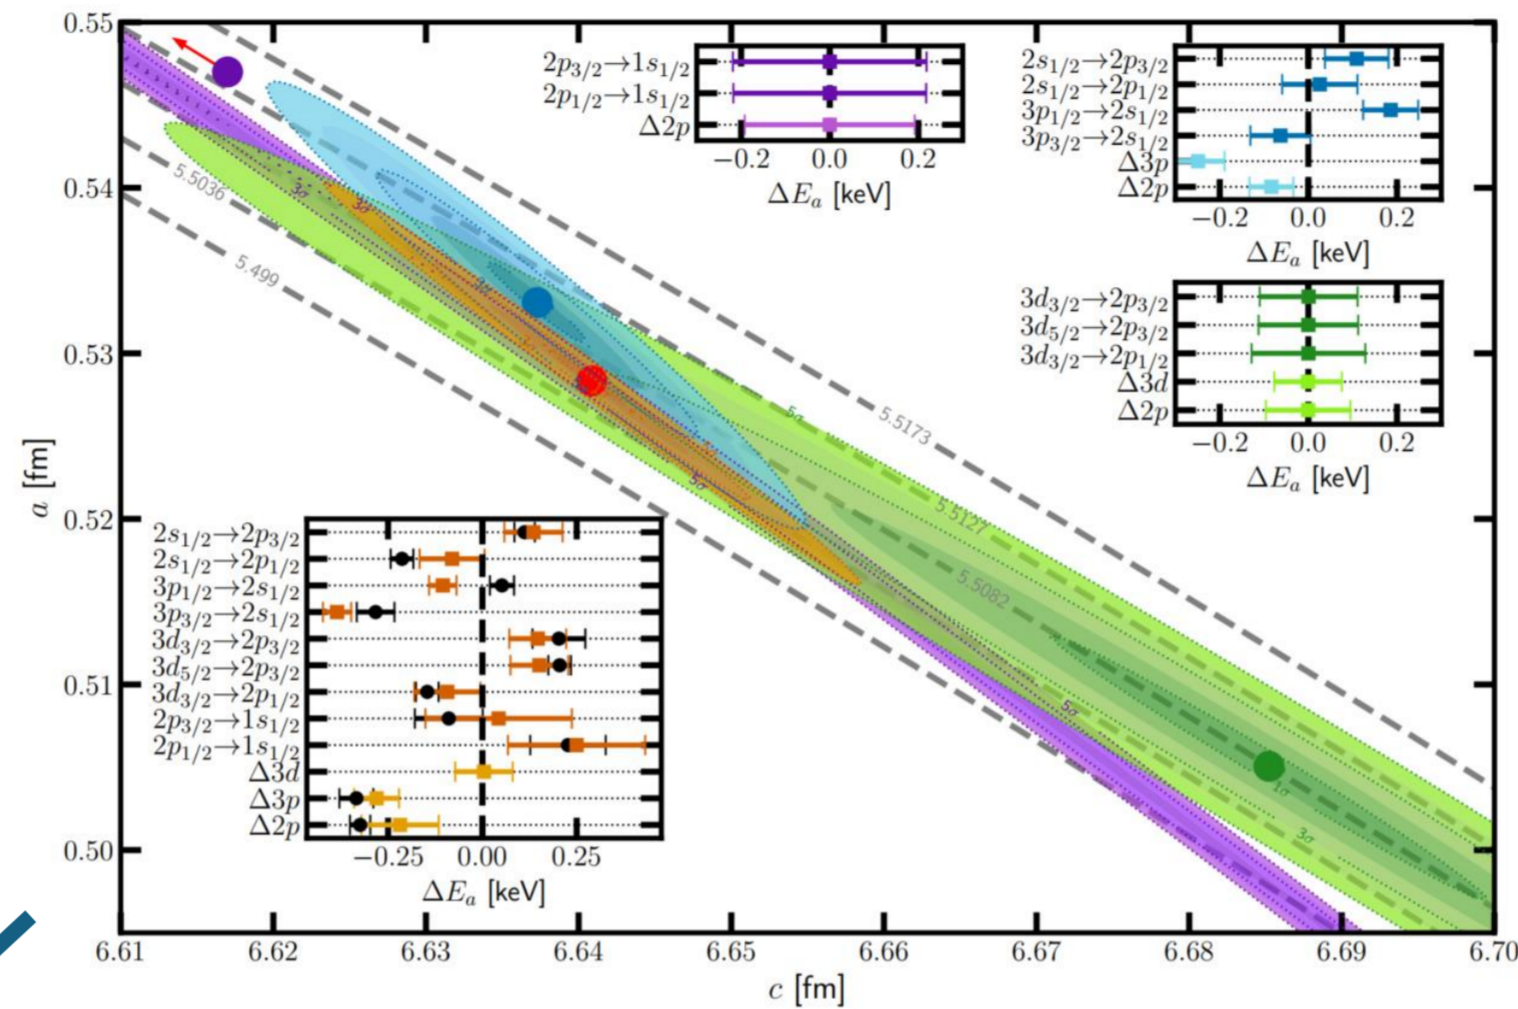 0.55
0.54
0.53
0.52
0.51
0.50
a [fm]
6.61
6.62
6.63
6.64
6.65
6.66
6.67
6.68
6.69
6.70
c [fm]
2p₃/₂→1s₁/₂
2p₁/₂→1s₁/₂
Δ2p
−0.2 0.0 0.2
ΔEₐ [keV]
2s₁/₂→2p₃/₂
2s₁/₂→2p₁/₂
3p₁/₂→2s₁/₂
3p₃/₂→2s₁/₂
Δ3p
Δ2p
−0.2 0.0 0.2
ΔEₐ [keV]
3d₃/₂→2p₃/₂
3d₅/₂→2p₃/₂
3d₃/₂→2p₁/₂
Δ3d
Δ2p
−0.2 0.0 0.2
ΔEₐ [keV]
2s₁/₂→2p₃/₂
2s₁/₂→2p₁/₂
3p₁/₂→2s₁/₂
3p₃/₂→2s₁/₂
3d₃/₂→2p₃/₂
3d₅/₂→2p₃/₂
3d₃/₂→2p₁/₂
2p₃/₂→1s₁/₂
2p₁/₂→1s₁/₂
Δ3d
Δ3p
Δ2p
−0.25 0.00 0.25
ΔEₐ [keV]
5.5036
5.499
5.5173
5.5127
5.5082
3σ
3σ
5σ
5σ
5σ
1σ
3σ